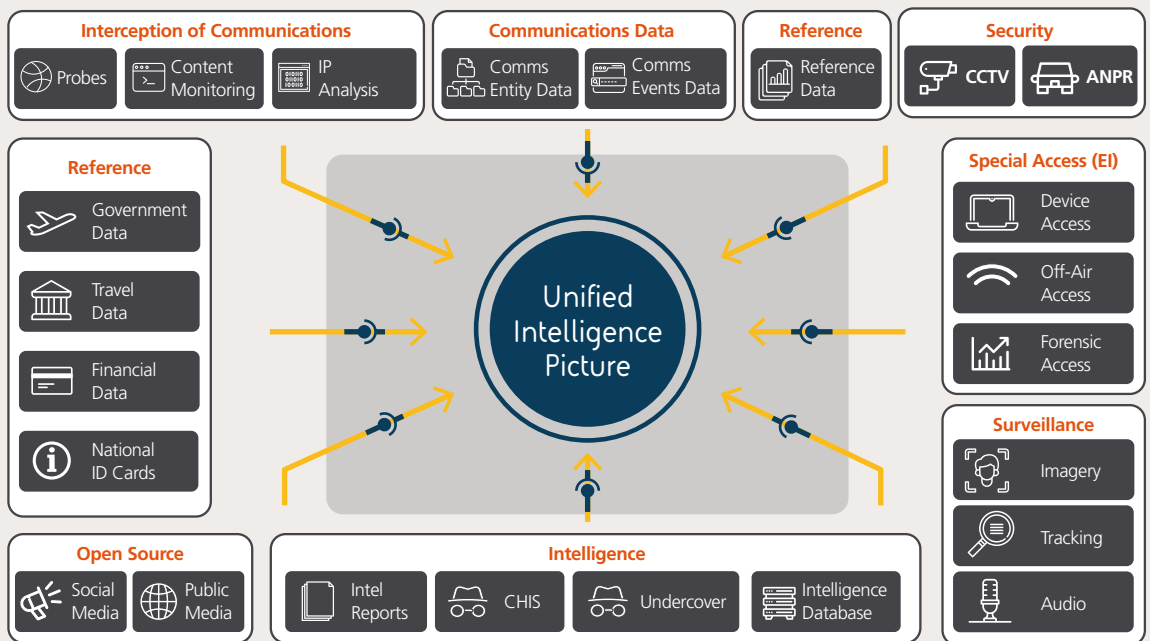 Interception of Communications
Probes
Content
Monitoring
IP
Analysis
Communications Data
Comms
Entity Data
Comms
Events Data
Reference
Reference
Data
Security
CCTV
ANPR
Reference
Government
Data
Travel
Data
Financial
Data
National
ID Cards
Unified
Intelligence
Picture
Special Access (EI)
Device
Access
Off-Air
Access
Forensic
Access
Surveillance
Imagery
Tracking
Audio
Open Source
Social
Media
Public
Media
Intelligence
Intel
Reports
CHIS
Undercover
Intelligence
Database